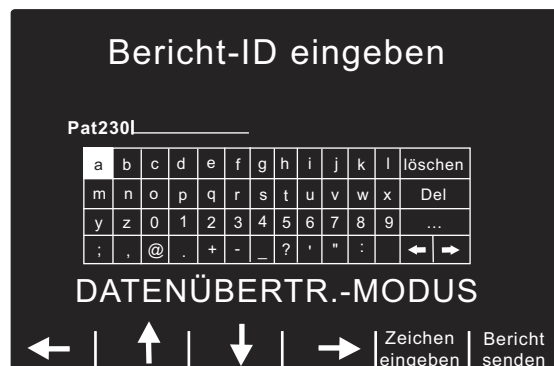 Bericht-ID eingeben
Pat230
a b c d e f g h i j k l löschen
m n o p q r s t u v w x Del
y z 0 1 2 3 4 5 6 7 8 9 ...
; , @ . + - _ ? ' " :
DATENÜBERTR.-MODUS
Zeichen Bericht
eingeben senden